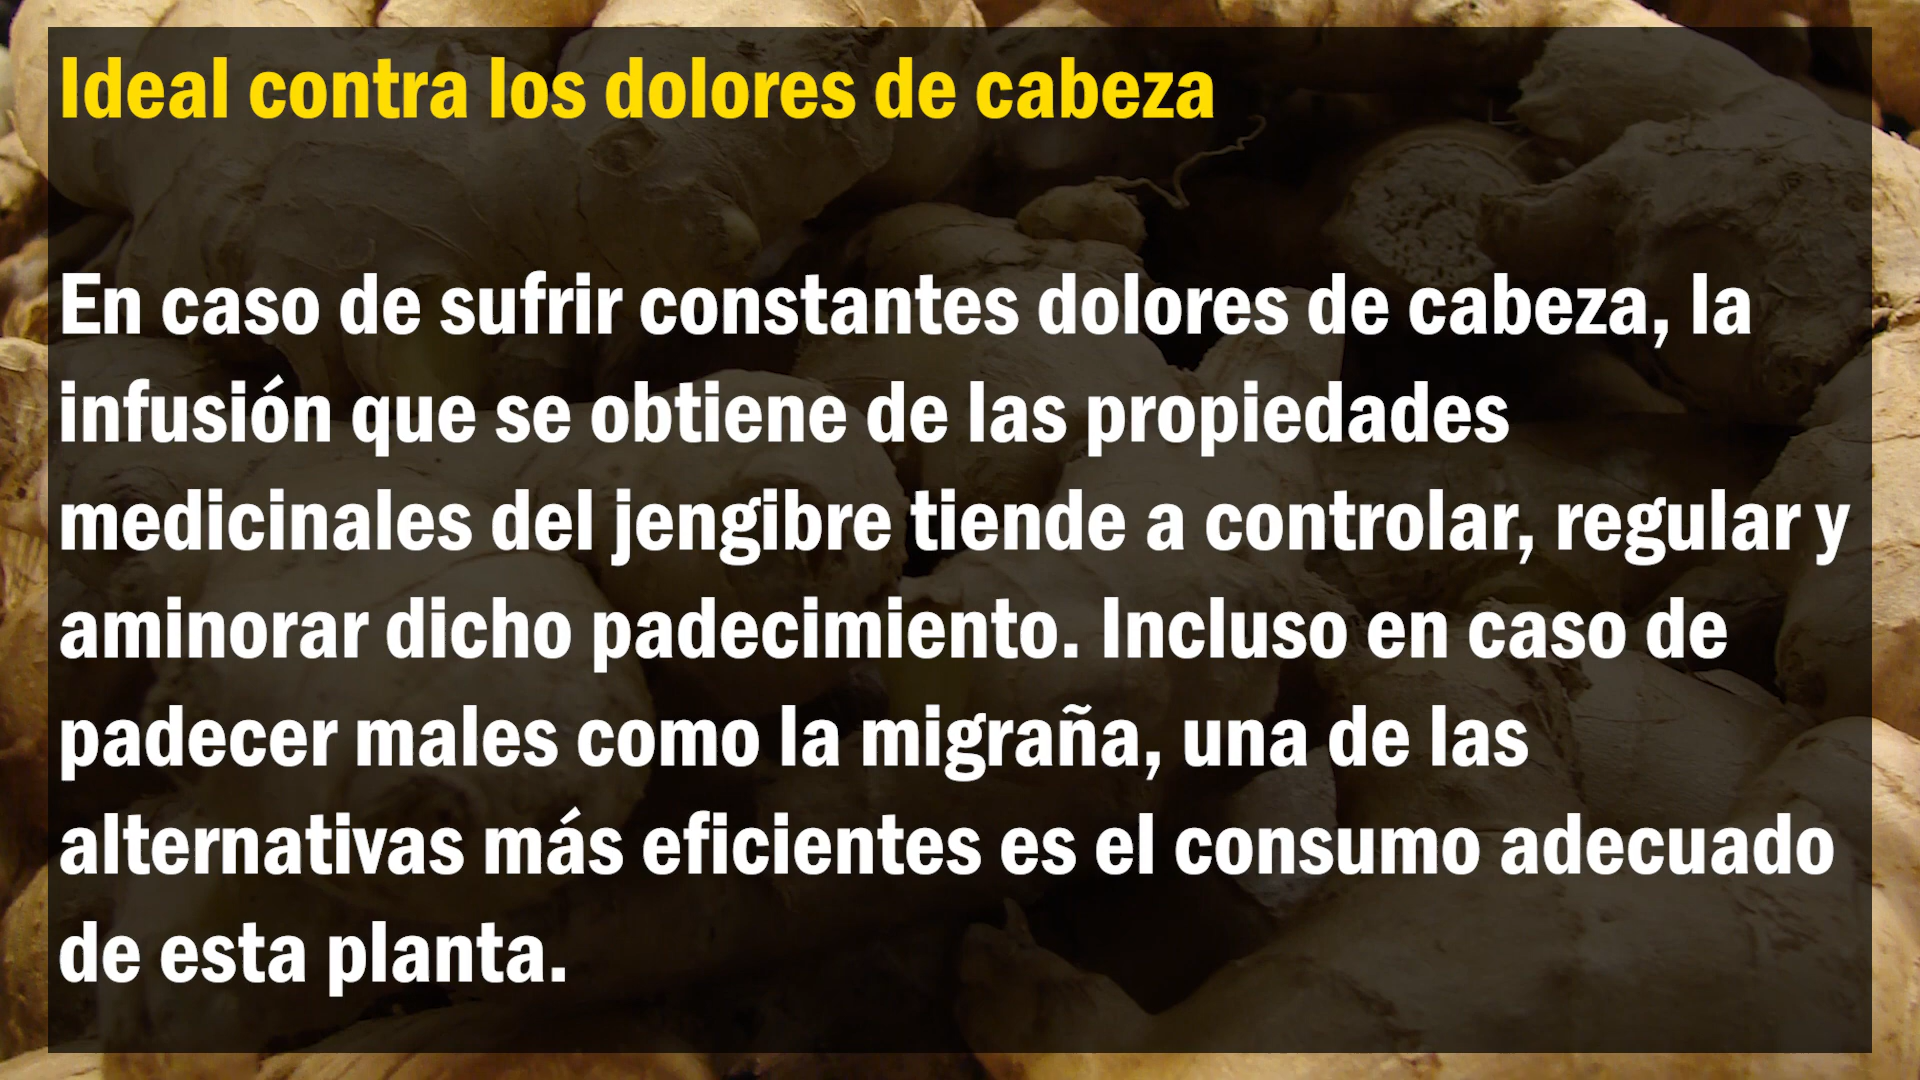 Ideal contra los dolores de cabeza
En caso de sufrir constantes dolores de cabeza, la
infusión que se obtiene de las propiedades
medicinales del jengibre tiende a controlar, regular y
aminorar dicho padecimiento. Incluso en caso de
padecer males como la migraña, una de las
alternativas más eficientes es el consumo adecuado
de esta planta.